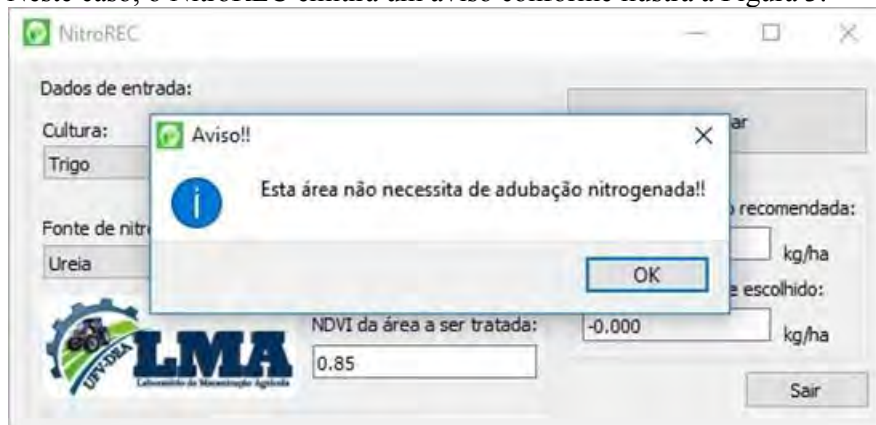 Neste caso, o NitroREC emitirá um aviso conforme ilustra a Figura 5.
NitroREC
Dados de entrada:
Cultura:
Trigo
Aviso!!
ar
Esta área não necessita de adubação nitrogenada!!
OK
Fonte de nitr
Ureia
o recomendada:
kg/ha
e escolhido:
-0.000
kg/ha
NDVI da área a ser tratada:
0.85
UFV-DEA
LMA
Laboratório de Mecanização Agrícola
Sair